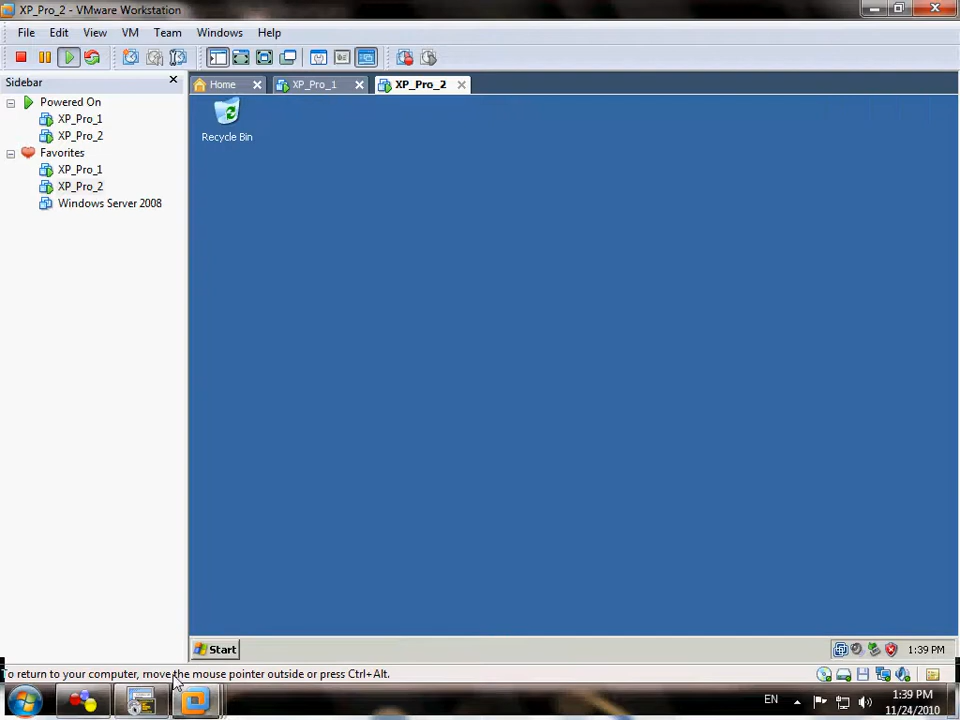 XP_Pro_2 - VMware Workstation
File Edit View VM Team Windows Help
Sidebar
Home XP_Pro_1 XP_Pro_2
Powered On
XP_Pro_1
XP_Pro_2
Favorites
XP_Pro_1
XP_Pro_2
Windows Server 2008
Recycle Bin
Start 1:39 PM
To return to your computer, move the mouse pointer outside or press Ctrl+Alt.
EN 1:39 PM
11/24/2010